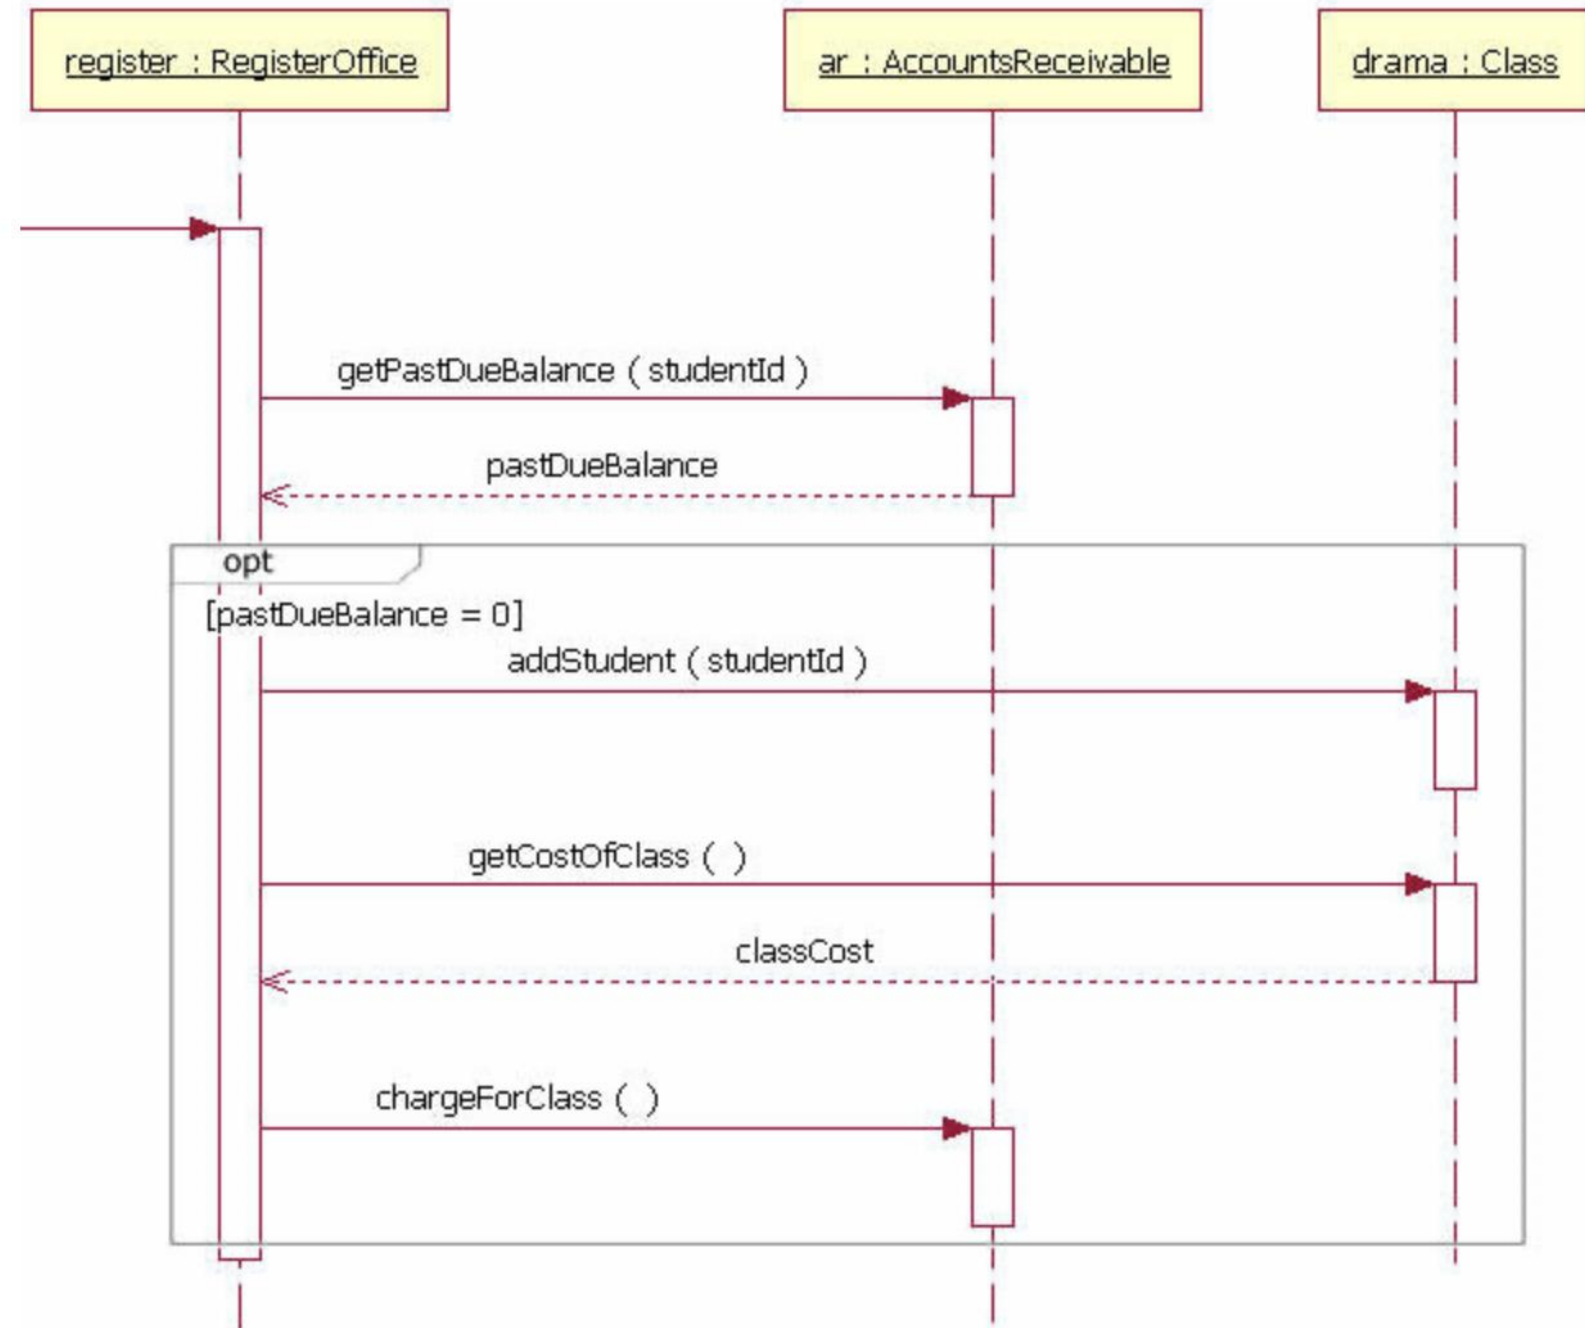 register : RegisterOffice
ar : AccountsReceivable
drama : Class
getPastDueBalance ( studentId )
pastDueBalance
opt
[pastDueBalance = 0]
addStudent ( studentId )
getCostOfClass ( )
classCost
chargeForClass ( )